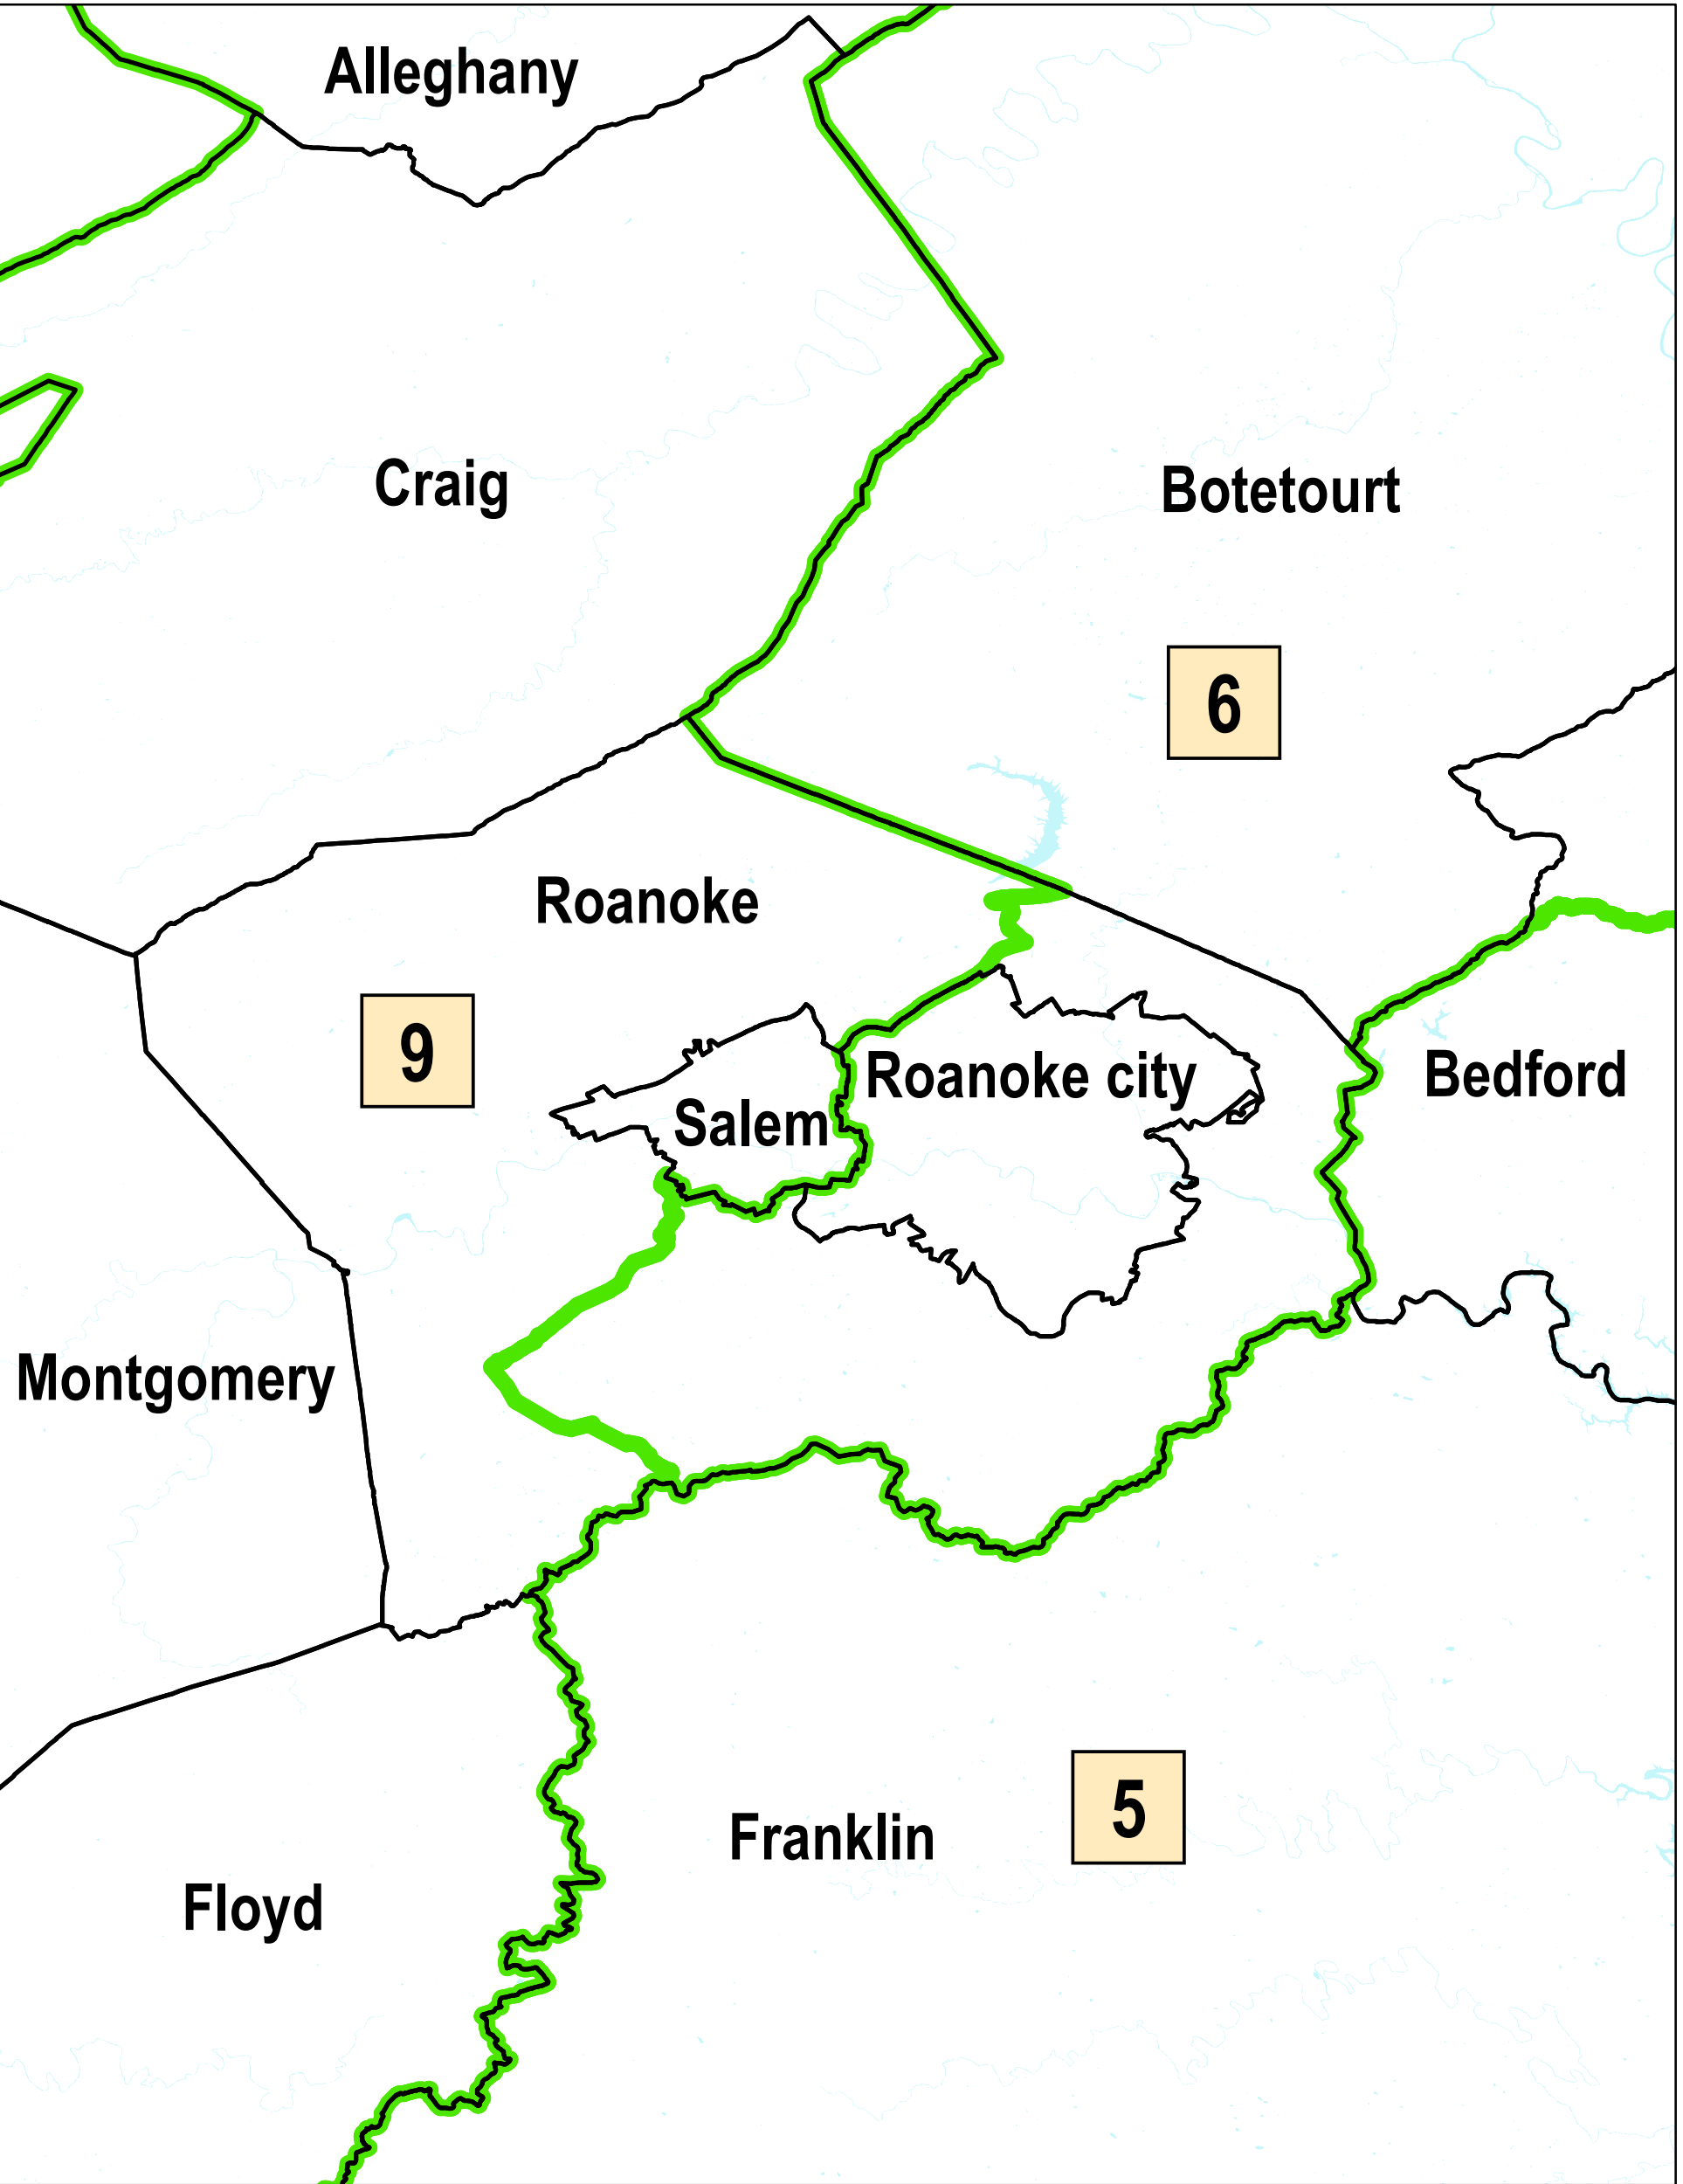 Alleghany
Craig
Botetourt
6
Roanoke
9
Roanoke city
Bedford
Salem
Montgomery
5
Franklin
Floyd